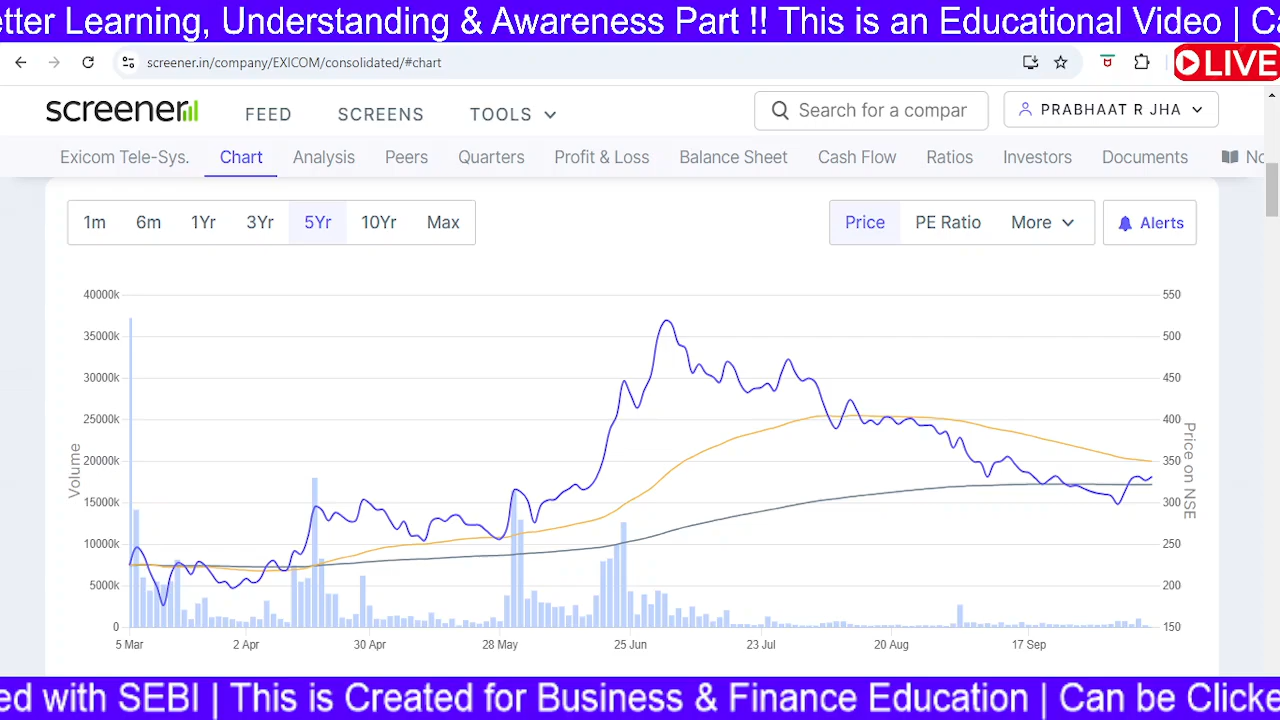 etter Learning, Understanding & Awareness Part !! This is an Educational Video | Ca
screener.in/company/EXICOM/consolidated/#chart
LIVE
screener
FEED SCREENS TOOLS
Search for a compar
PRABHAAT R JHA
Exicom Tele-Sys. Chart Analysis Peers Quarters Profit & Loss Balance Sheet Cash Flow Ratios Investors Documents No
1m 6m 1Yr 3Yr 5Yr 10Yr Max
Price PE Ratio More Alerts
40000k 550
35000k 500
30000k 450
25000k 400
20000k 350
15000k 300
10000k 250
5000k 200
0 150
Volume
Price on NSE
5 Mar 2 Apr 30 Apr 28 May 25 Jun 23 Jul 20 Aug 17 Sep
ed with SEBI | This is Created for Business & Finance Education | Can be Clicke